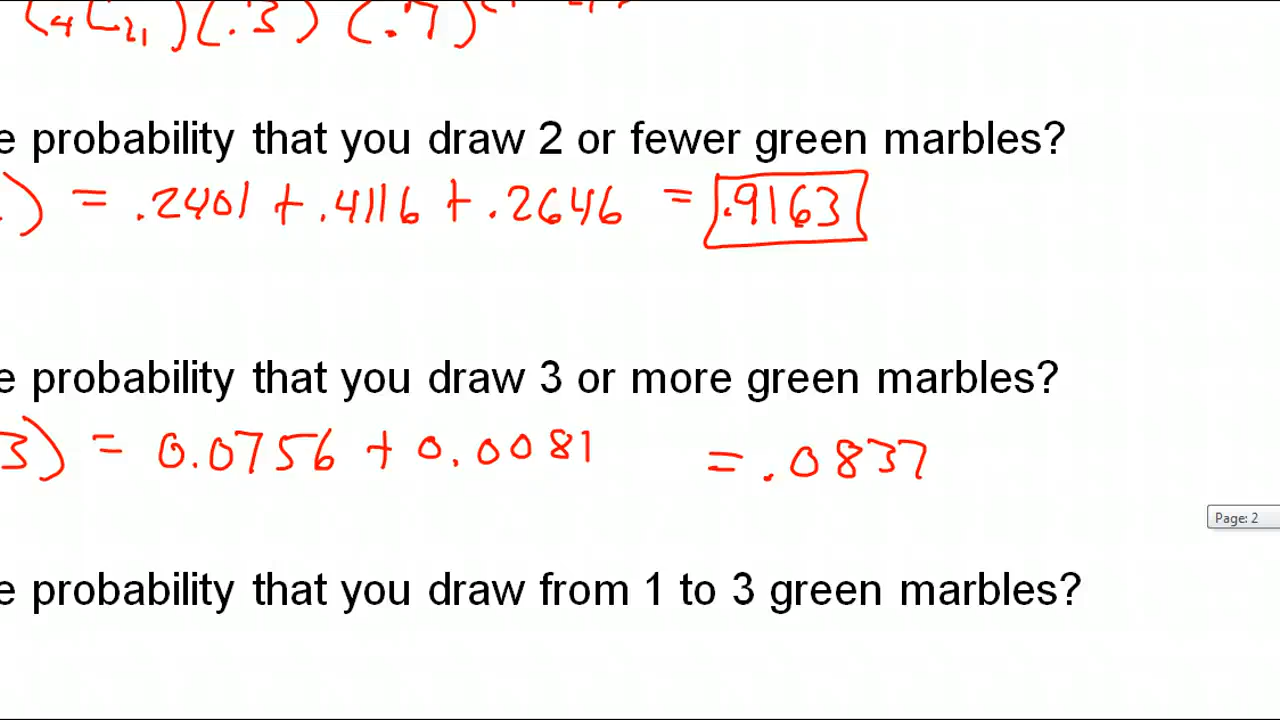 (4C2,)(.3) (.7)
e probability that you draw 2 or fewer green marbles?
) = .2401 + .4116 + .2646 = .9163
e probability that you draw 3 or more green marbles?
3) = 0.0756 + 0.0081 = .0837
Page: 2
e probability that you draw from 1 to 3 green marbles?